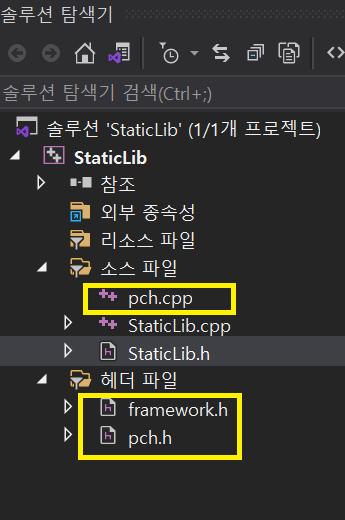 솔루션 탐색기
솔루션 탐색기 검색(Ctrl+;)
솔루션 'StaticLib' (1/1개 프로젝트)
StaticLib
참조
외부 종속성
리소스 파일
소스 파일
pch.cpp
StaticLib.cpp
StaticLib.h
헤더 파일
framework.h
pch.h